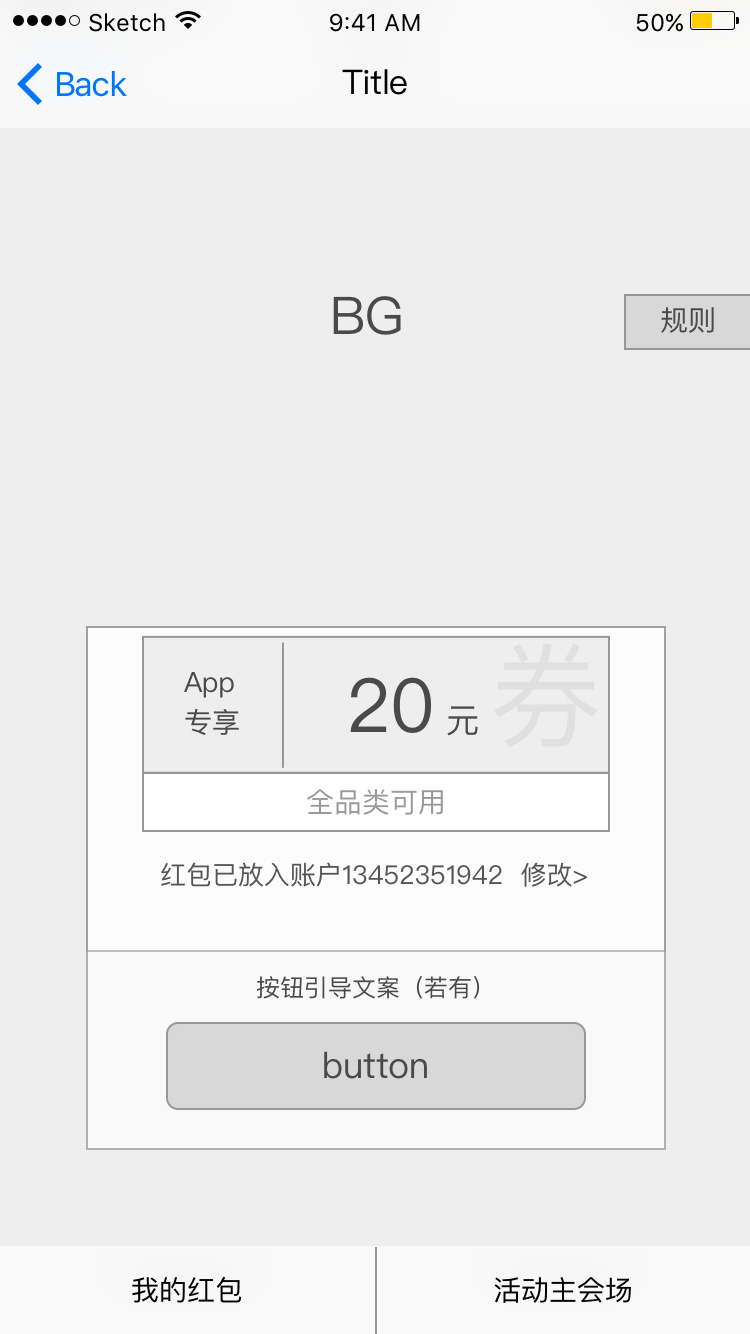 Sketch 9:41 AM 50%
Back Title
BG
规则
App
专享
20 元 券
全品类可用
红包已放入账户13452351942 修改>
按钮引导文案（若有）
button
我的红包 活动主会场